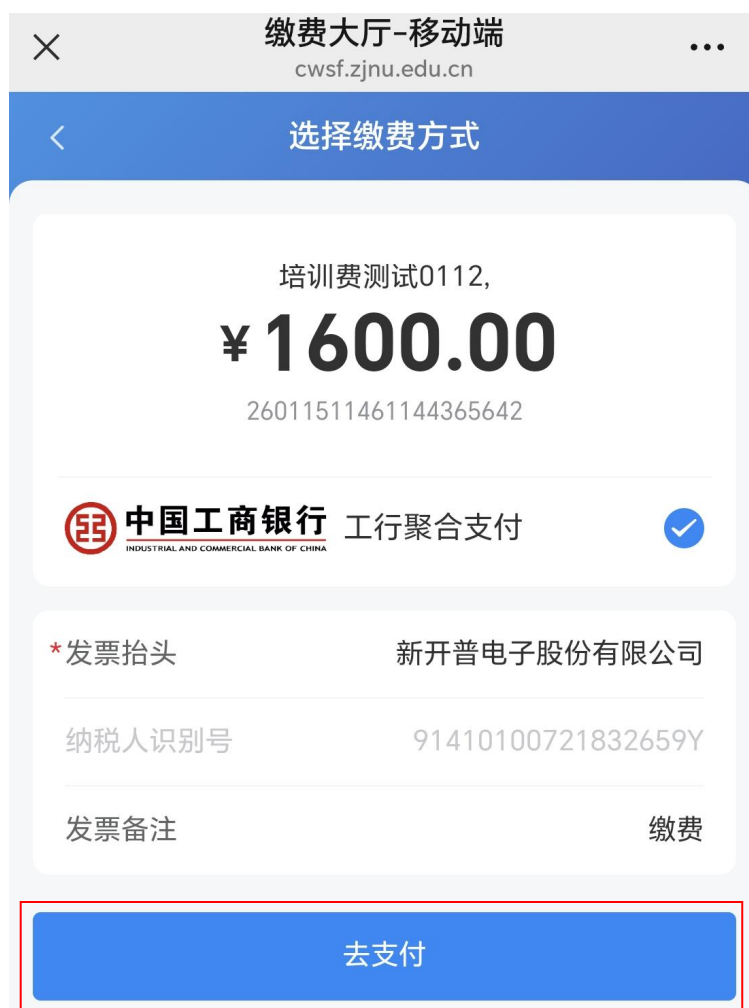 缴费大厅-移动端
cwsf.zjnu.edu.cn
选择缴费方式
培训费测试0112,
¥1600.00
26011511461144365642
中国工商银行 工行聚合支付
INDUSTRIAL AND COMMERCIAL BANK OF CHINA
*发票抬头 新开普电子股份有限公司
纳税人识别号 91410100721832659Y
发票备注 缴费
去支付